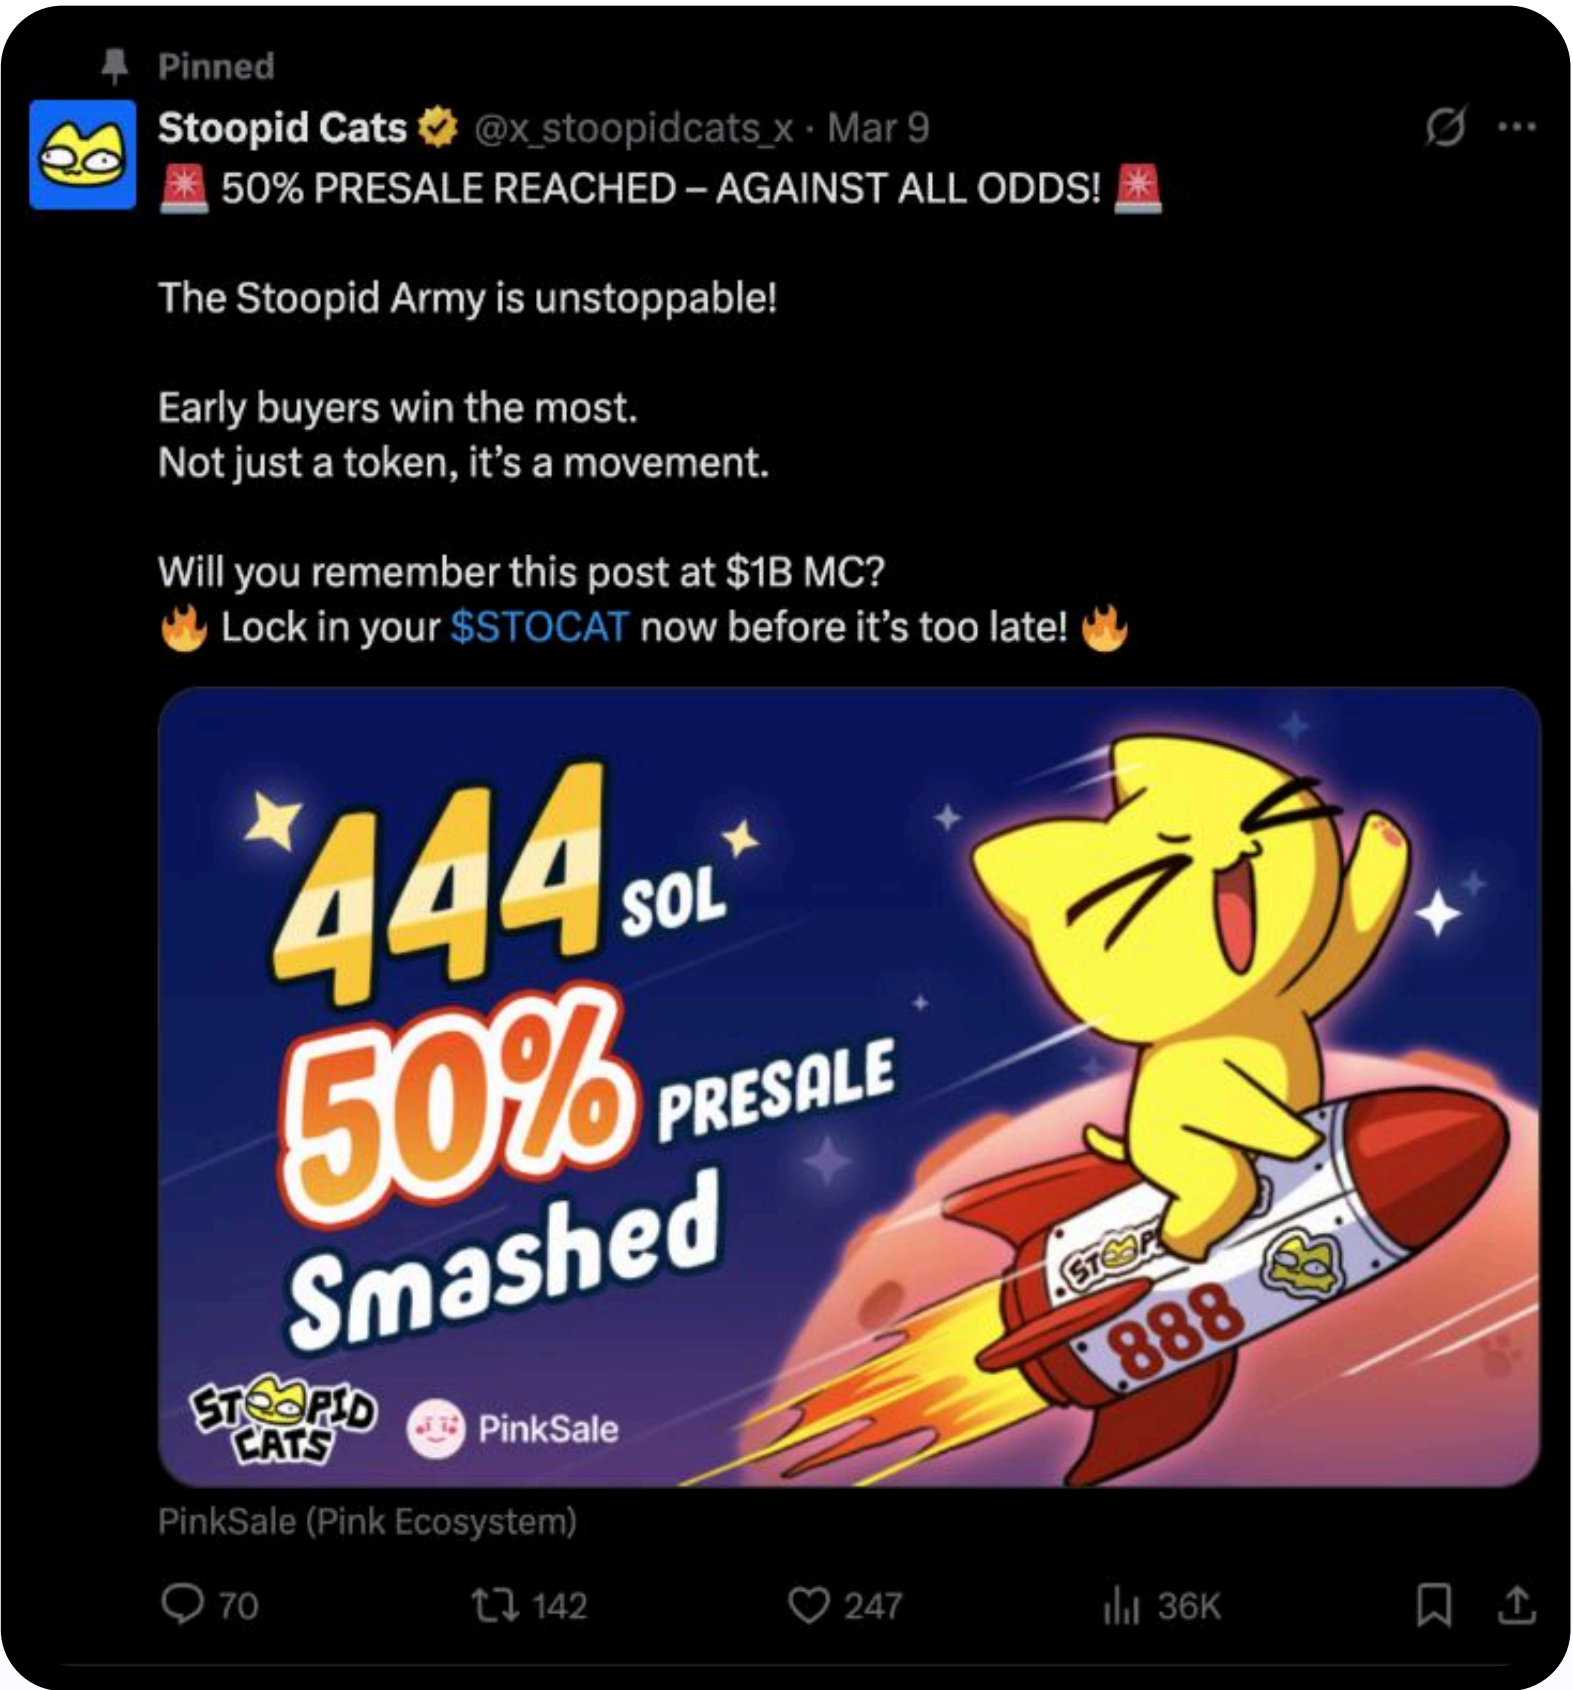 Pinned
Stoopid Cats @x_stoopidcats_x · Mar 9
🚨 50% PRESALE REACHED – AGAINST ALL ODDS! 🚨
The Stoopid Army is unstoppable!
Early buyers win the most.
Not just a token, it’s a movement.
Will you remember this post at $1B MC?
🔥 Lock in your $STOCAT now before it’s too late! 🔥
444 SOL
50% PRESALE
Smashed
STOOPID
CATS
PinkSale
STOOP
888
PinkSale (Pink Ecosystem)
70 142 247 36K